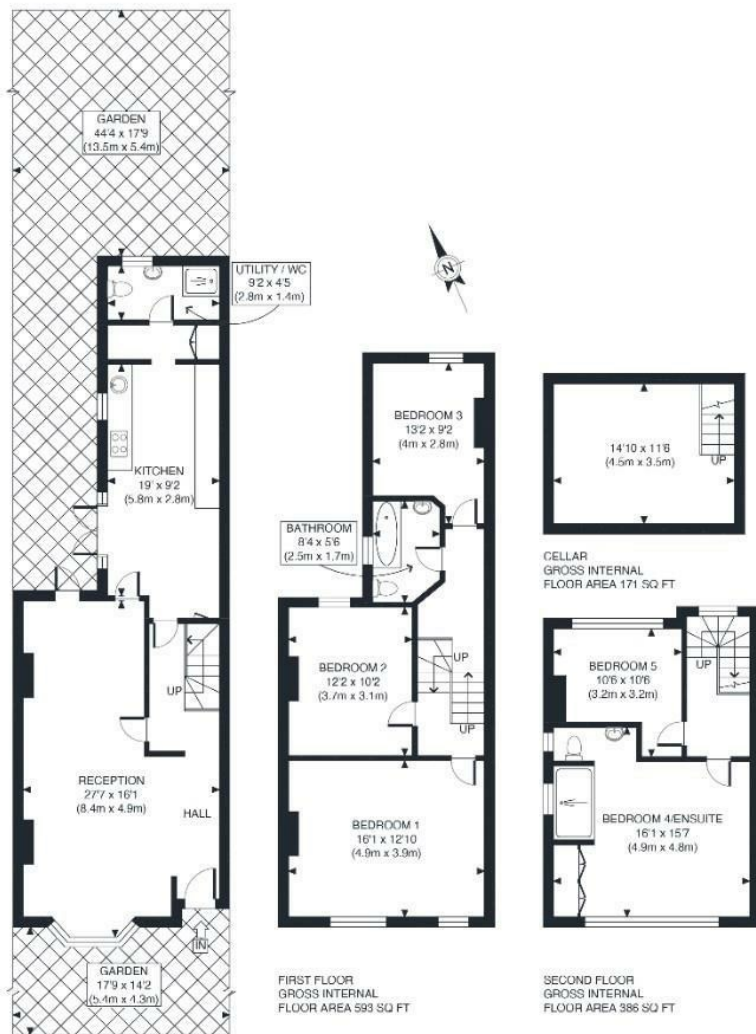 GARDEN
44'4 x 17'9
(13.5m x 5.4m)
UTILITY / WC
9'2 x 4'5
(2.8m x 1.4m)
KITCHEN
19' x 9'2
(5.8m x 2.8m)
UP
RECEPTION
27'7 x 16'1
(8.4m x 4.9m)
HALL
IN
GARDEN
17'9 x 14'2
(5.4m x 4.3m)
N
BEDROOM 3
13'2 x 9'2
(4m x 2.8m)
BATHROOM
8'4 x 5'6
(2.5m x 1.7m)
BEDROOM 2
12'2 x 10'2
(3.7m x 3.1m)
UP
UP
BEDROOM 1
16'1 x 12'10
(4.9m x 3.9m)
FIRST FLOOR
GROSS INTERNAL
FLOOR AREA 593 SQ FT
14'10 x 11'6
(4.5m x 3.5m)
UP
CELLAR
GROSS INTERNAL
FLOOR AREA 171 SQ FT
BEDROOM 5
10'6 x 10'6
(3.2m x 3.2m)
UP
BEDROOM 4/ENSUITE
16'1 x 15'7
(4.9m x 4.8m)
SECOND FLOOR
GROSS INTERNAL
FLOOR AREA 386 SQ FT